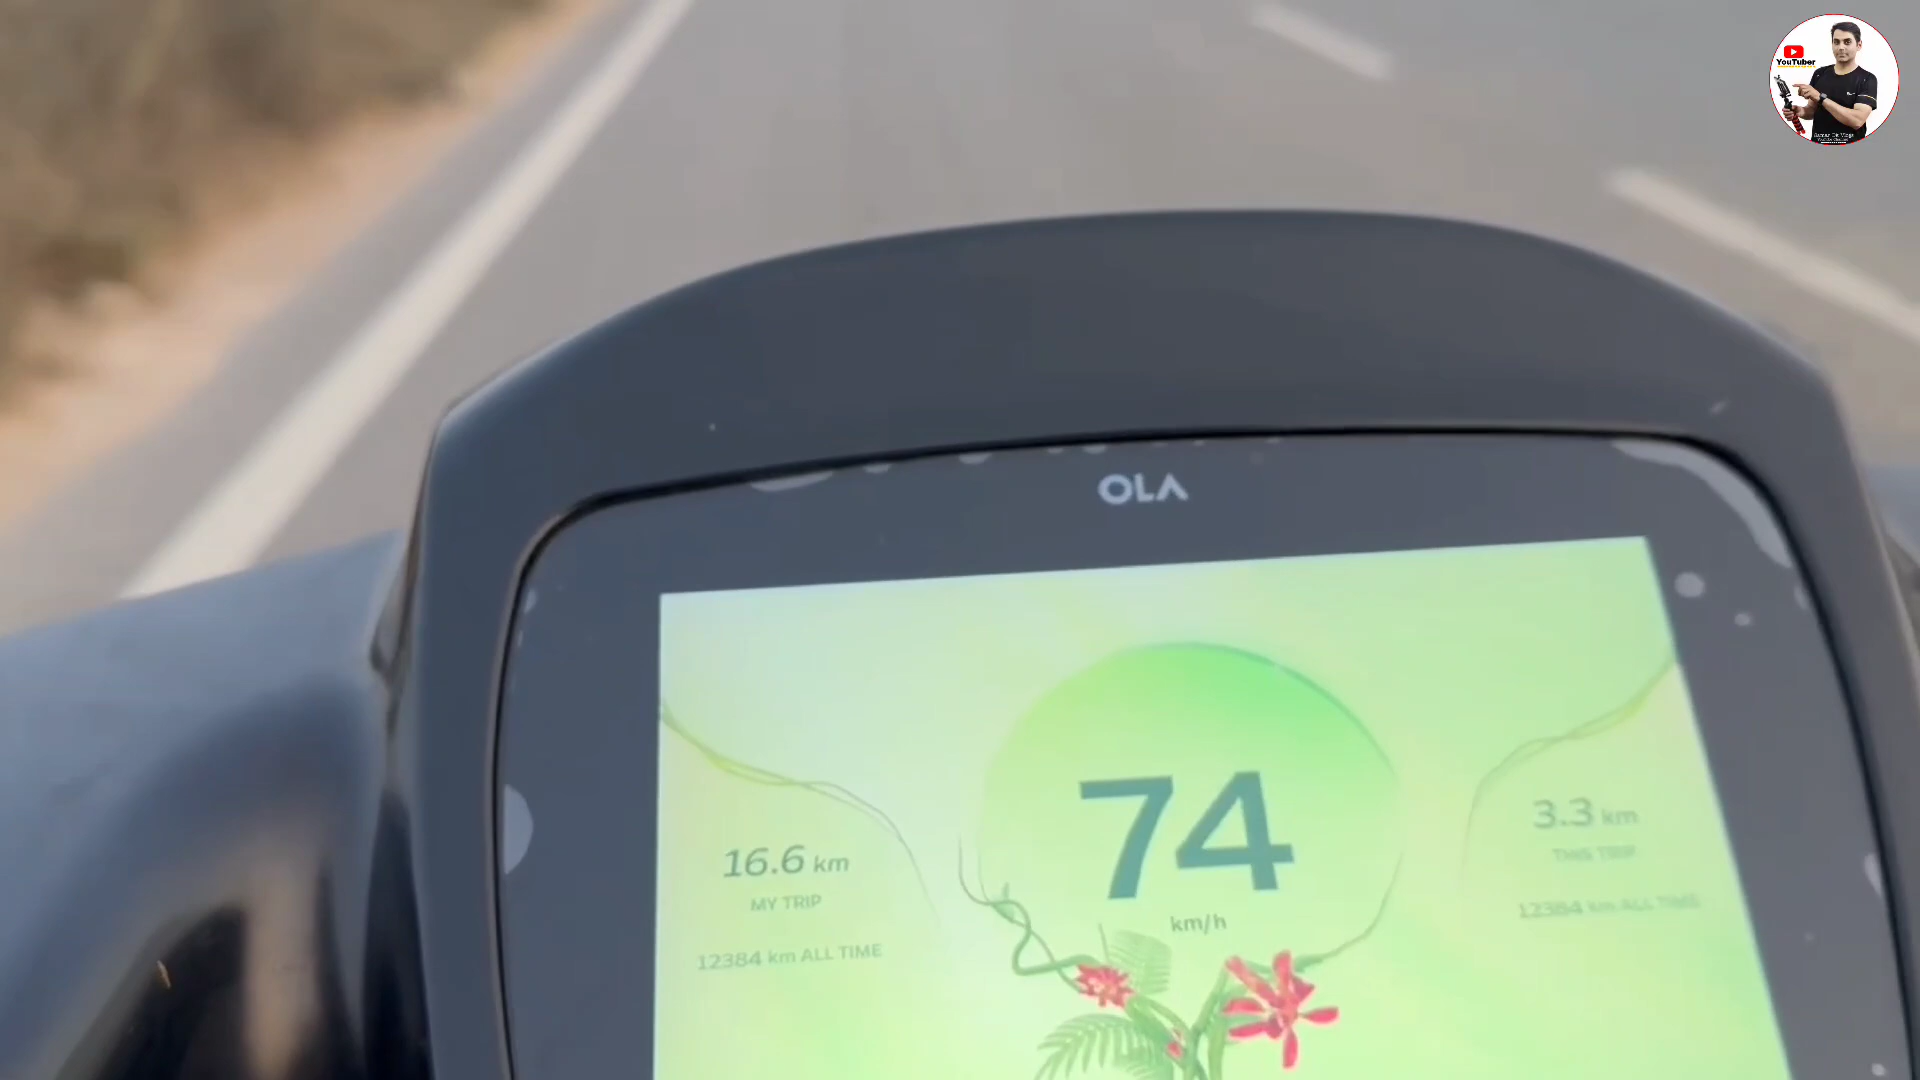 YouTuber
OLA
74
km/h
16.6 km
MY TRIP
12384 km ALL TIME
3.3 km
THIS TRIP
12384 km ALL TIME